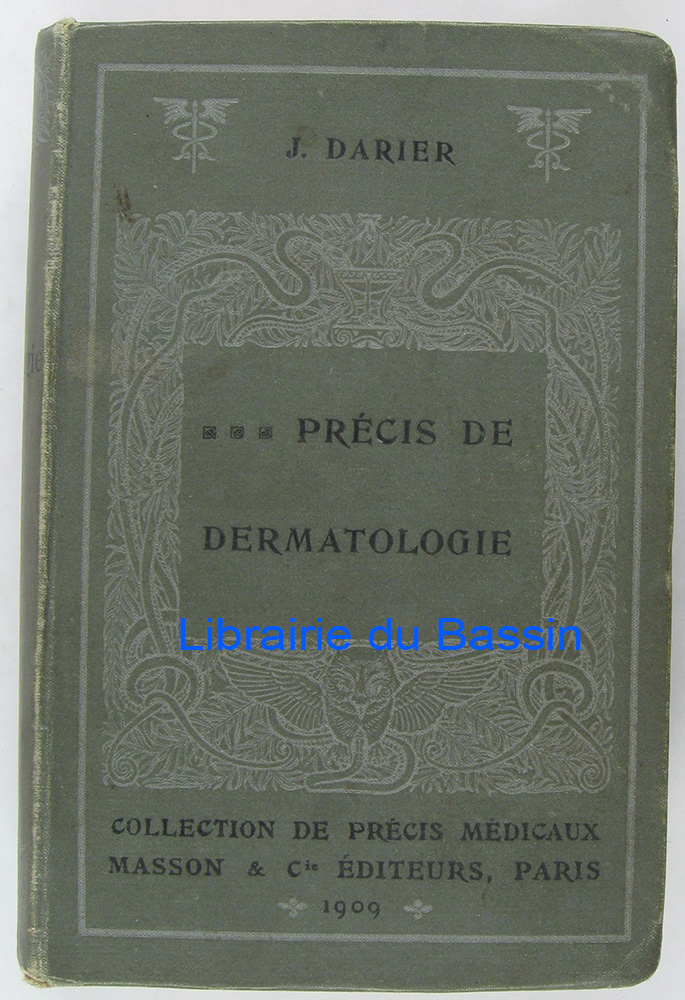 J. DARIER
PRÉCIS DE
DERMATOLOGIE
Librairie du Bassin
COLLECTION DE PRÉCIS MÉDICAUX
MASSON & Cie ÉDITEURS, PARIS
1909